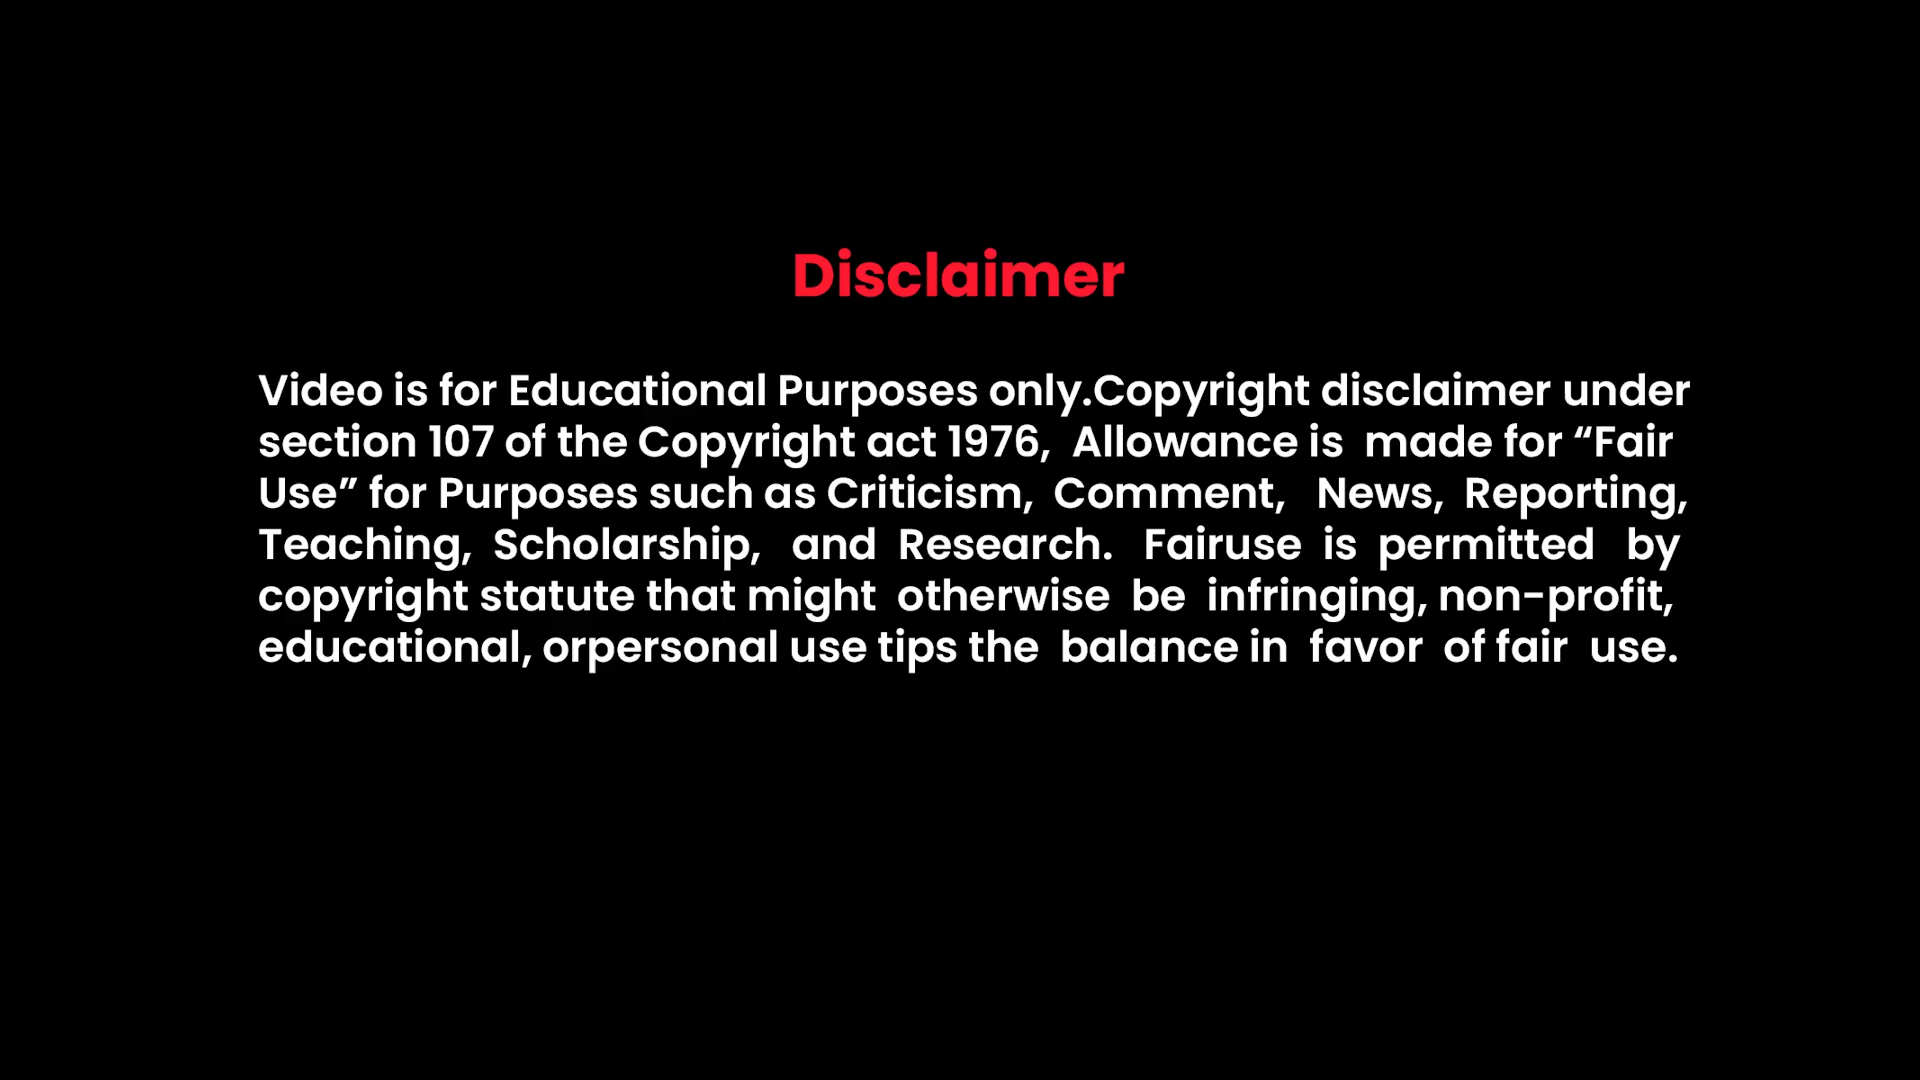 Disclaimer
Video is for Educational Purposes only.Copyright disclaimer under
section 107 of the Copyright act 1976, Allowance is made for “Fair
Use” for Purposes such as Criticism, Comment, News, Reporting,
Teaching, Scholarship, and Research. Fairuse is permitted by
copyright statute that might otherwise be infringing, non-profit,
educational, orpersonal use tips the balance in favor of fair use.